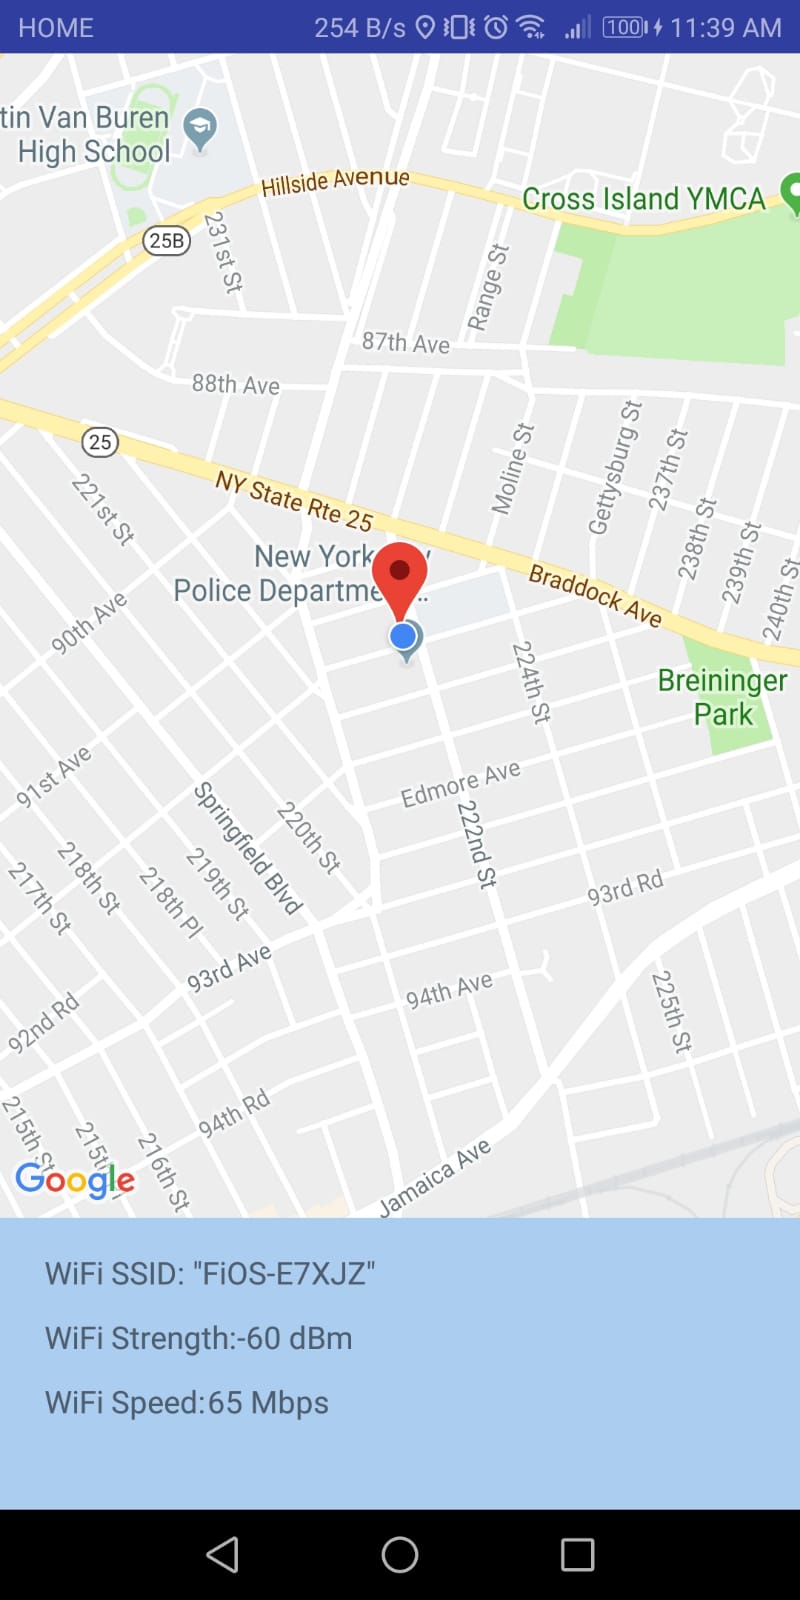 HOME
254 B/s
100
11:39 AM
tin Van Buren
High School
Hillside Avenue
Cross Island YMCA
25B
231st St
Range St
87th Ave
88th Ave
25
NY State Rte 25
Moline St
Gettysburg St
237th St
238th St
239th St
240th St
221st St
New York
Police Departme
Braddock Ave
90th Ave
224th St
Breininger
Park
91st Ave
Edmore Ave
Springfield Blvd
220th St
222nd St
219th St
218th St
218th Pl
217th St
93rd Rd
93rd Ave
94th Ave
92nd Rd
225th St
94th Rd
215th St
215th
216th St
Jamaica Ave
Google
WiFi SSID: "FiOS-E7XJZ"
WiFi Strength:-60 dBm
WiFi Speed:65 Mbps